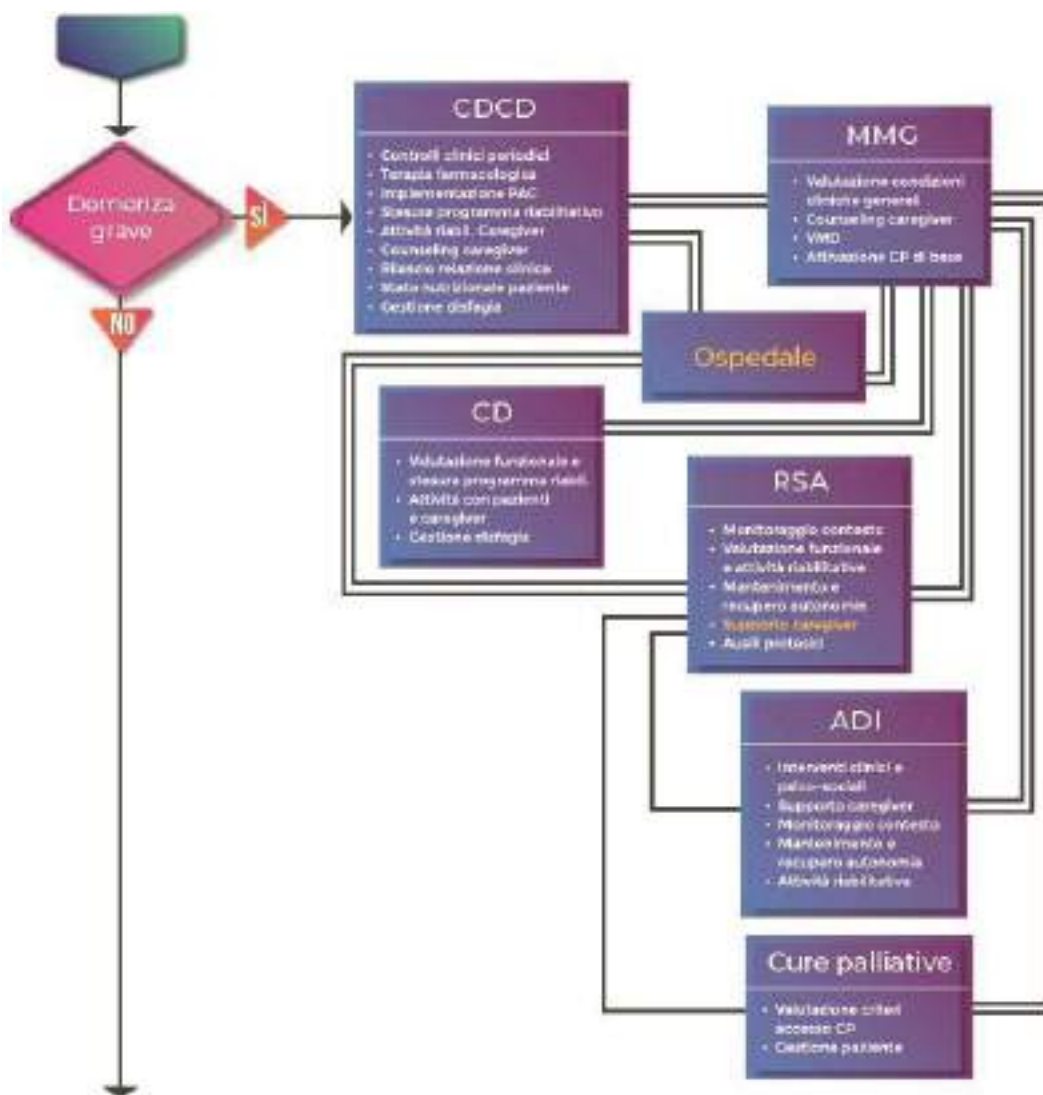 Demenza
grave
SÌ
NO
CDCD
• Controlli clinici periodici
• Terapia farmacologica
• Implementazione PAC
• Stesura programma riabilitativo
• Attività riabil. Caregiver
• Counseling caregiver
• Rilascio relazione clinica
• Stato nutrizionale paziente
• Gestione disfagia
MMG
• Valutazione condizioni
cliniche generali
• Counseling caregiver
• VMD
• Attivazione CP di base
Ospedale
CD
• Valutazione funzionale e
stesura programma riabil.
• Attività con pazienti
e caregiver
• Gestione disfagia
RSA
• Monitoraggio contesto
• Valutazione funzionale
e attività riabilitative
• Mantenimento e
recupero autonomie
• Supporto caregiver
• Ausili protesici
ADI
• Interventi clinici e
psico-sociali
• Supporto caregiver
• Monitoraggio contesto
• Mantenimento e
recupero autonomia
• Attività riabilitative
Cure palliative
• Valutazione criteri
accesso CP
• Gestione paziente